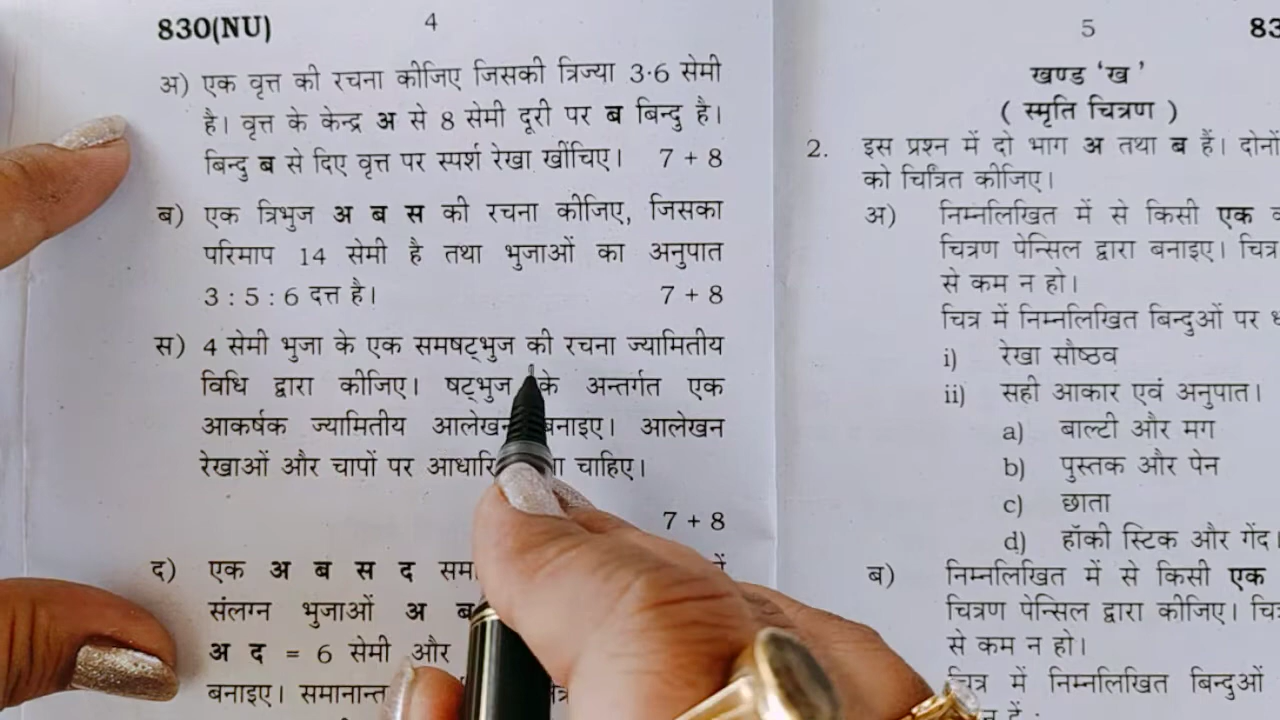 830(NU)
4
अ) एक वृत्त की रचना कीजिए जिसकी त्रिज्या 3·6 सेमी
है। वृत्त के केन्द्र अ से 8 सेमी दूरी पर ब बिन्दु है।
बिन्दु ब से दिए वृत्त पर स्पर्श रेखा खींचिए। 7 + 8
ब) एक त्रिभुज अ ब स की रचना कीजिए, जिसका
परिमाप 14 सेमी है तथा भुजाओं का अनुपात
3 : 5 : 6 दत्त है। 7 + 8
स) 4 सेमी भुजा के एक समषट्भुज की रचना ज्यामितीय
विधि द्वारा कीजिए। षट्भुज के अन्तर्गत एक
आकर्षक ज्यामितीय आलेखन बनाइए। आलेखन
रेखाओं और चापों पर चाहिए।
7 + 8
द) एक अ ब स द
संलग्न भुजाओं अ ब
अ द = 6 सेमी और
बनाइए।
5
83
खण्ड 'ख'
( स्मृति चित्रण )
2. इस प्रश्न में दो भाग अ तथा ब हैं। दोनों
को चित्रित कीजिए।
अ) निम्नलिखित में से किसी एक
चित्रण पेन्सिल द्वारा बनाइए।
से कम न हो।
चित्र में निम्नलिखित बिन्दुओं पर
i) रेखा सौष्ठव
ii) सही आकार एवं अनुपात।
a) बाल्टी और मग
b) पुस्तक और पेन
c) छाता
d) हॉकी स्टिक और गेंद।
ब) निम्नलिखित में से किसी एक
चित्रण पेन्सिल द्वारा कीजिए।
से कम न हो।
चित्र में निम्नलिखित बिन्दुओं